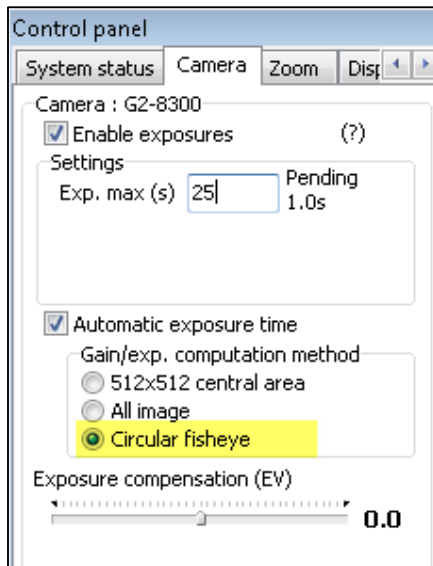 Control panel
System status Camera Zoom Disp
Camera : G2-8300
Enable exposures (?)
Settings
Exp. max (s) 25 Pending
1.0s
Automatic exposure time
Gain/exp. computation method
512x512 central area
All image
Circular fisheye
Exposure compensation (EV)
0.0